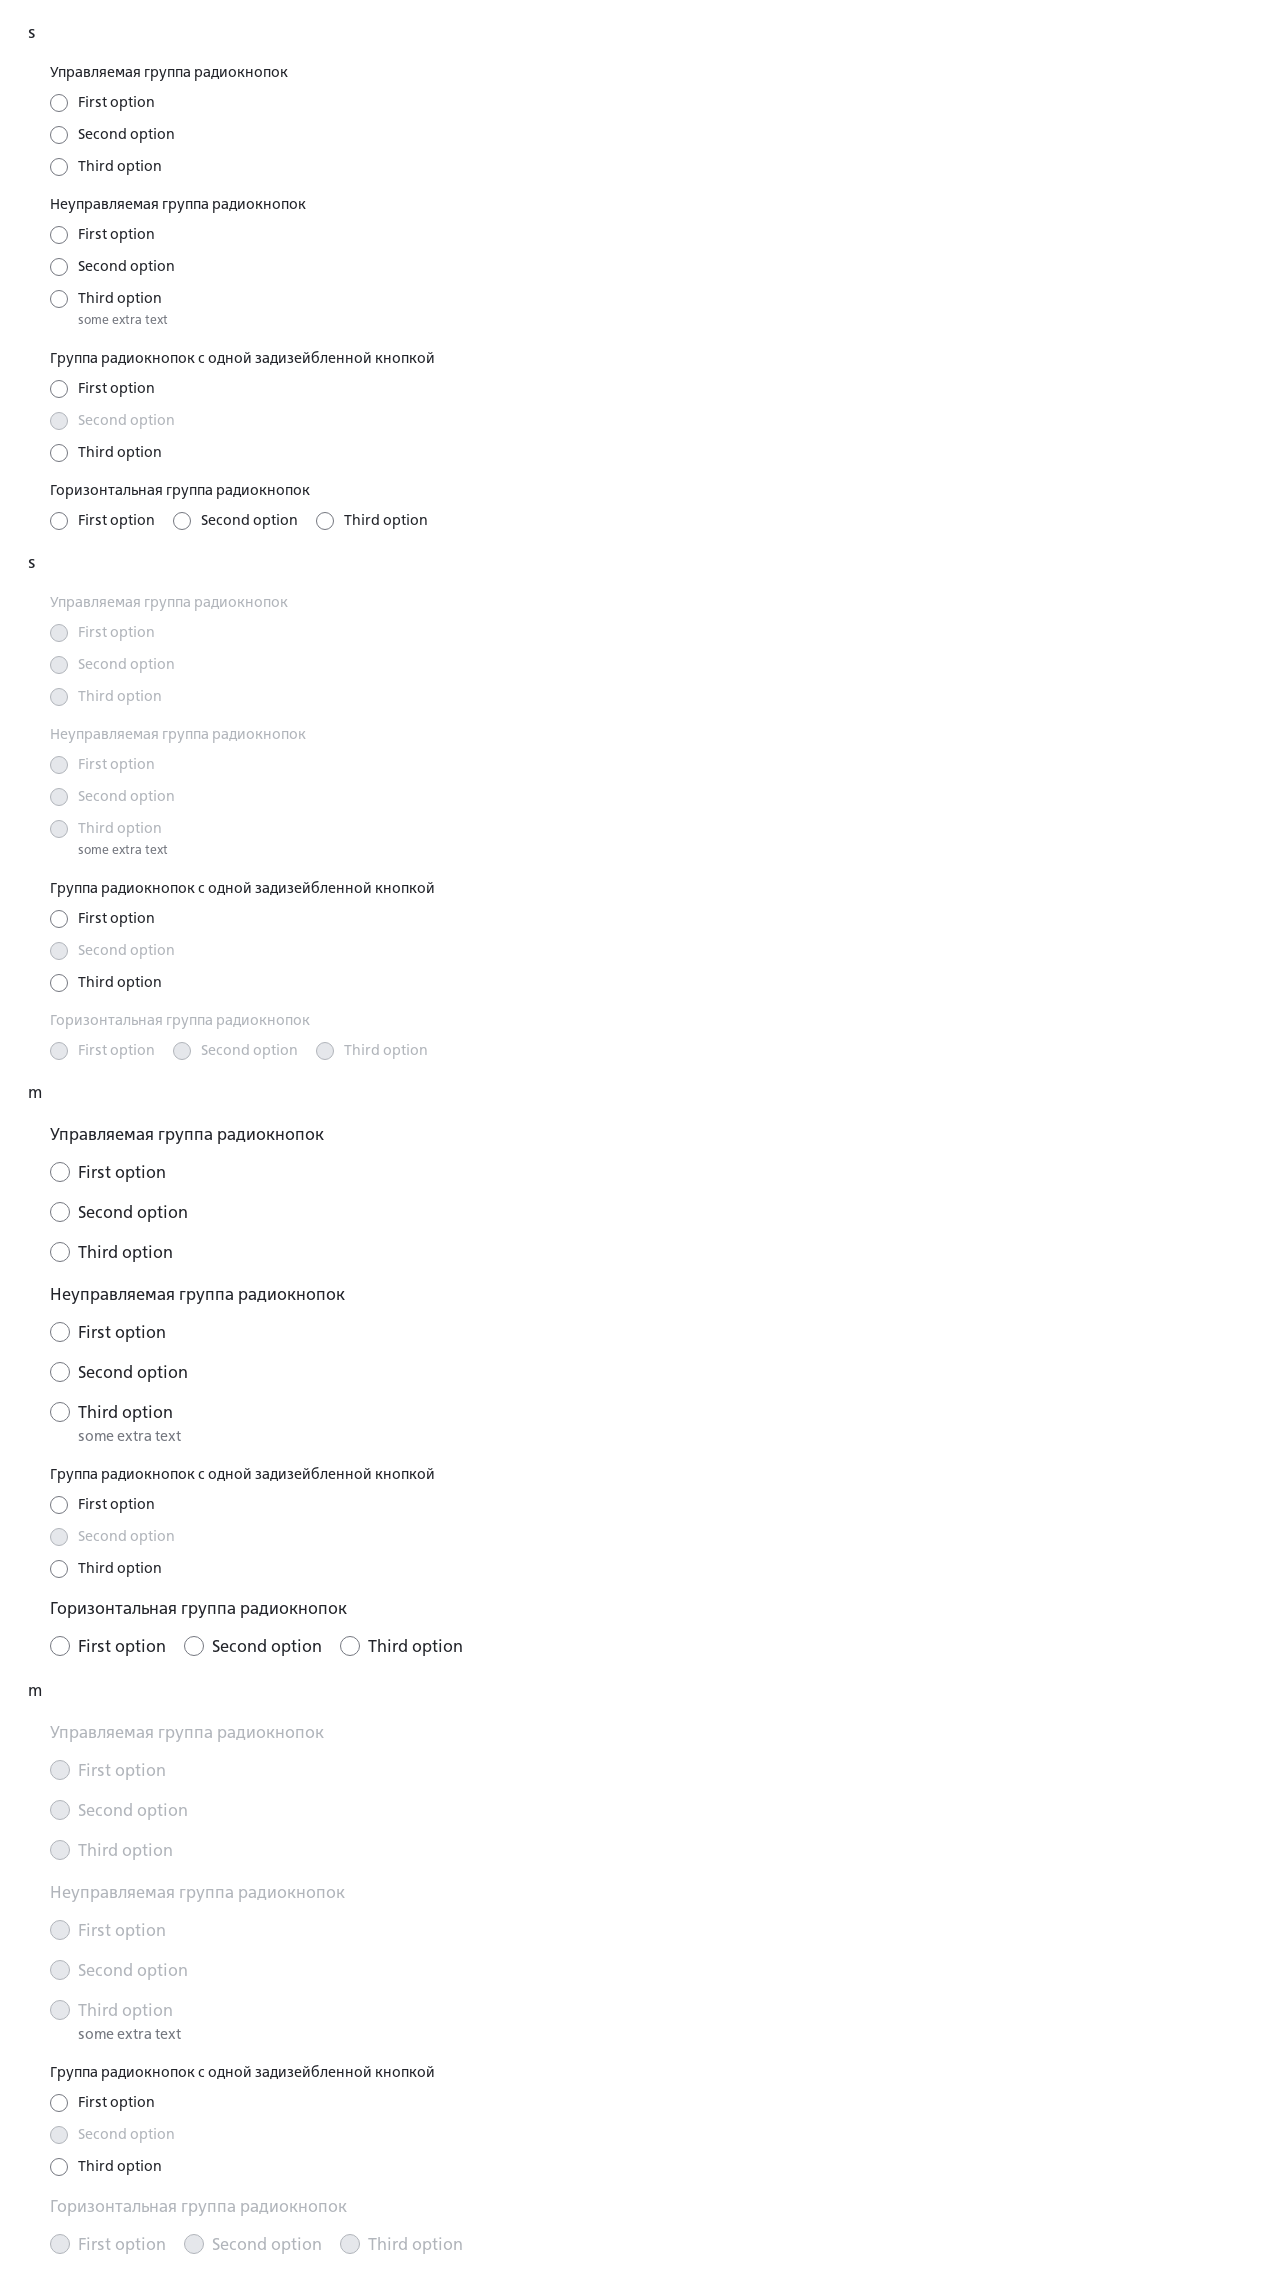 s
Управляемая группа радиокнопок
First option
Second option
Third option
Неуправляемая группа радиокнопок
First option
Second option
Third option
some extra text
Группа радиокнопок с одной задизейбленной кнопкой
First option
Second option
Third option
Горизонтальная группа радиокнопок
First option Second option Third option
s
Управляемая группа радиокнопок
First option
Second option
Third option
Неуправляемая группа радиокнопок
First option
Second option
Third option
some extra text
Группа радиокнопок с одной задизейбленной кнопкой
First option
Second option
Third option
Горизонтальная группа радиокнопок
First option Second option Third option
m
Управляемая группа радиокнопок
First option
Second option
Third option
Неуправляемая группа радиокнопок
First option
Second option
Third option
some extra text
Группа радиокнопок с одной задизейбленной кнопкой
First option
Second option
Third option
Горизонтальная группа радиокнопок
First option Second option Third option
m
Управляемая группа радиокнопок
First option
Second option
Third option
Неуправляемая группа радиокнопок
First option
Second option
Third option
some extra text
Группа радиокнопок с одной задизейбленной кнопкой
First option
Second option
Third option
Горизонтальная группа радиокнопок
First option Second option Third option